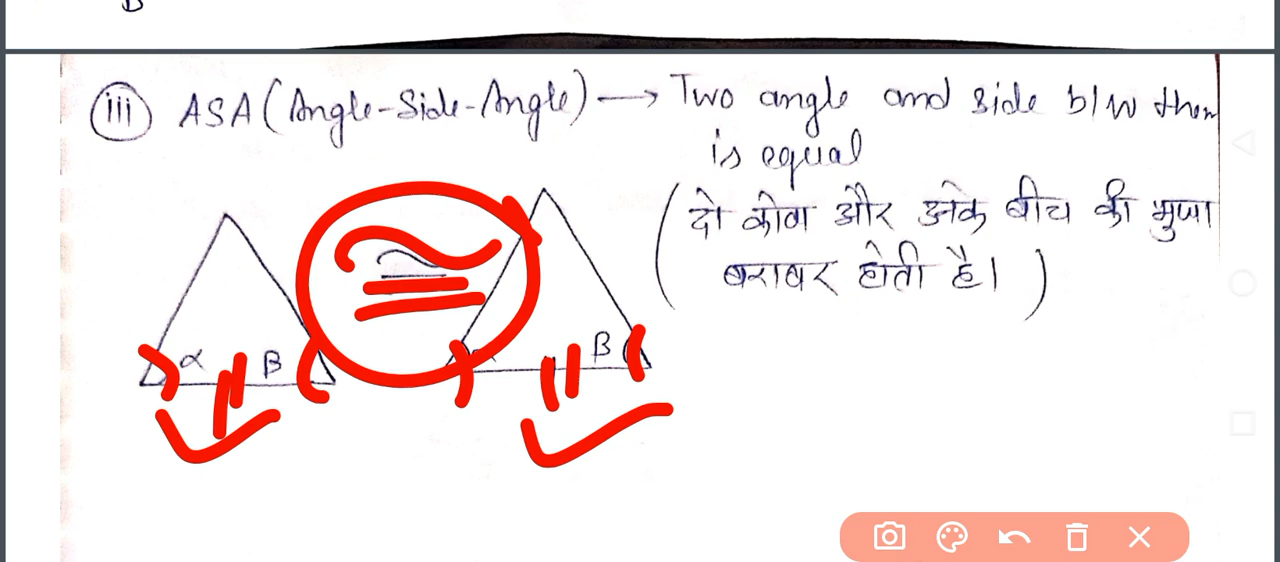 (iii) ASA (Angle-Side-Angle) → Two angle and side b/w them
is equal
(दो कोण और उनके बीच की भुजा
बराबर होती है।)
≅
α β β